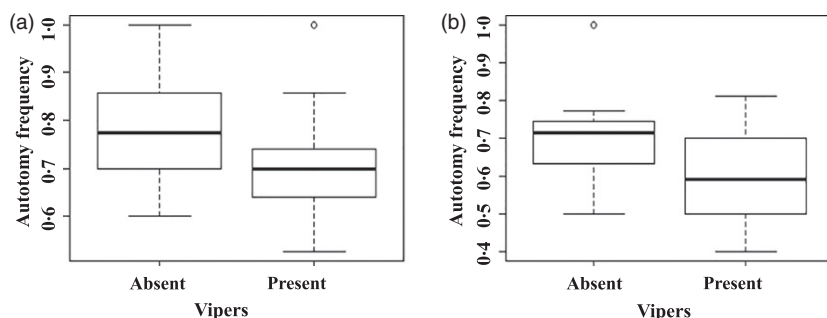 (a)
Autotomy frequency
1·0
0·9
0·8
0·7
0·6
Absent
Present
Vipers
(b)
Autotomy frequency
1·0
0·9
0·8
0·7
0·6
0·5
0·4
Absent
Present
Vipers